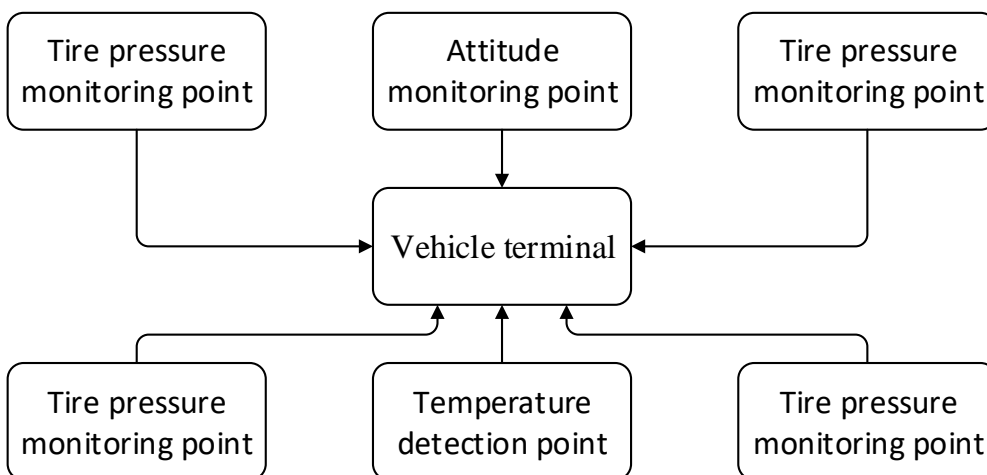 Tire pressure
monitoring point
Attitude
monitoring point
Tire pressure
monitoring point
Vehicle terminal
Tire pressure
monitoring point
Temperature
detection point
Tire pressure
monitoring point